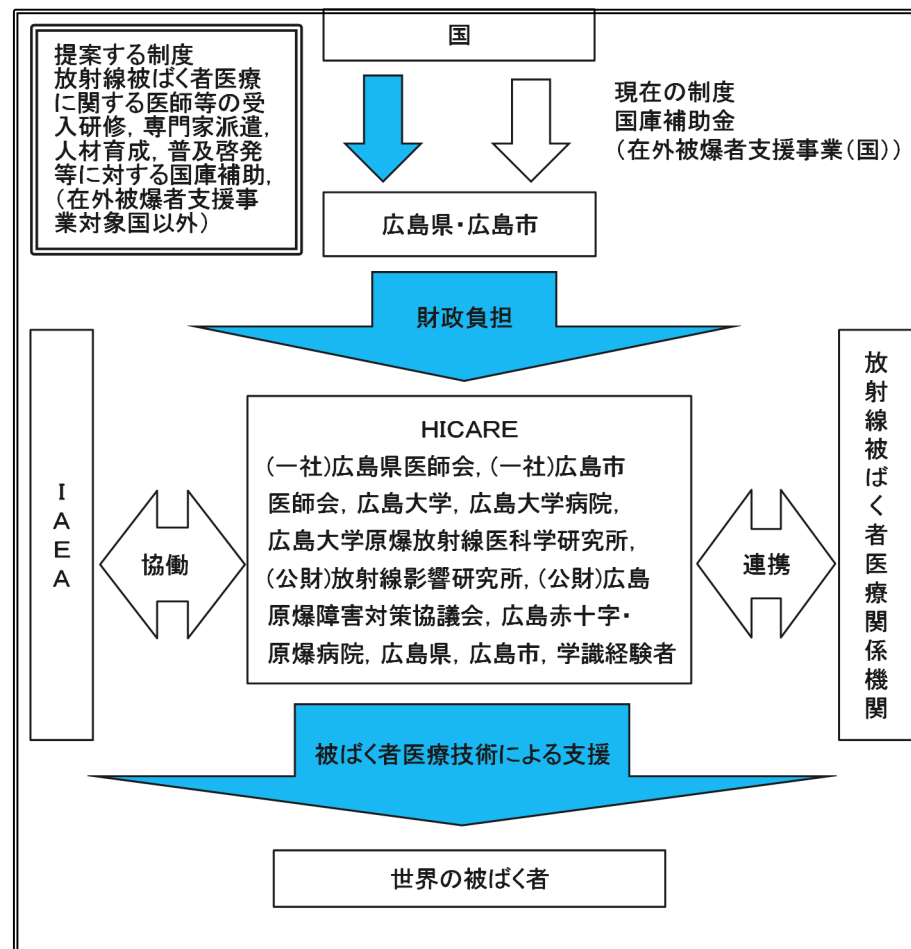 国
提案する制度
放射線被ばく者医療
に関する医師等の受
入研修, 専門家派遣,
人材育成, 普及啓発
等に対する国庫補助,
(在外被爆者支援事
業対象国以外)
現在の制度
国庫補助金
(在外被爆者支援事業(国))
広島県・広島市
財政負担
IAEA
協働
HICARE
(一社)広島県医師会, (一社)広島市
医師会, 広島大学, 広島大学病院,
広島大学原爆放射線医科学研究所,
(公財)放射線影響研究所, (公財)広島
原爆障害対策協議会, 広島赤十字・
原爆病院, 広島県, 広島市, 学識経験者
連携
放射線被ばく者医療関係機関
被ばく者医療技術による支援
世界の被ばく者